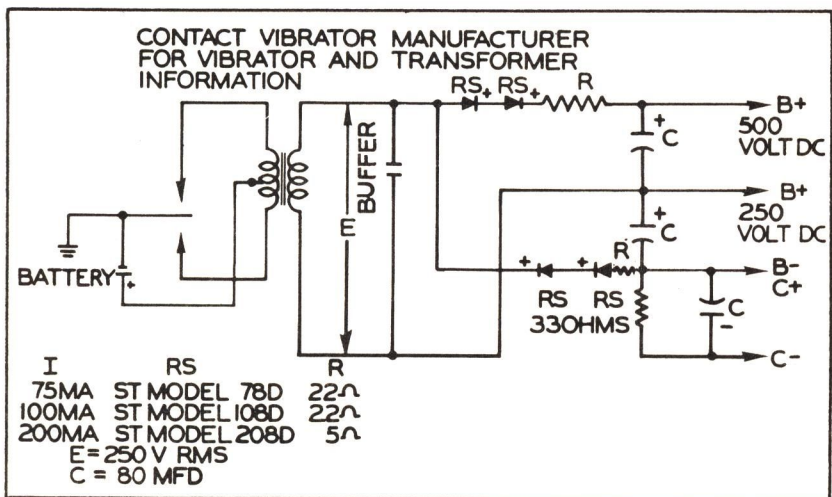 CONTACT VIBRATOR MANUFACTURER
FOR VIBRATOR AND TRANSFORMER
INFORMATION
RS+ RS+ R
B+
500
VOLT DC
+
C
BUFFER
E
B+
250
VOLT DC
+
C
BATTERY
+
+ + R
RS RS
330HMS
B-
C+
C
-
C-
I RS R
75MA ST MODEL 78D 22Ω
100MA ST MODEL 108D 22Ω
200MA ST MODEL 208D 5Ω
E=250 V RMS
C = 80 MFD